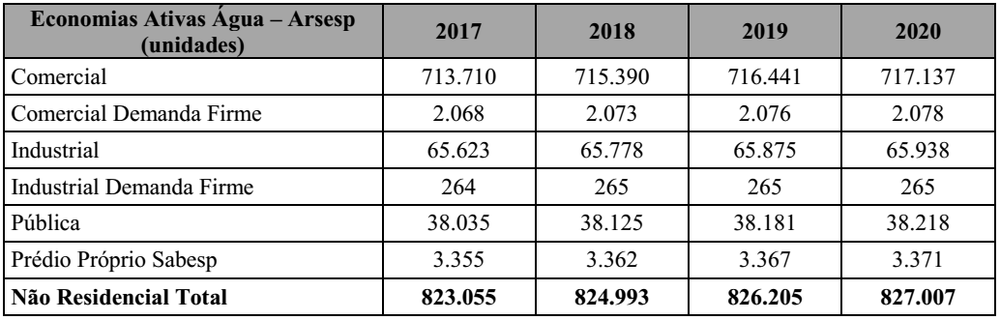 Economias Ativas Água – Arsesp (unidades) 2017 2018 2019 2020
Comercial 713.710 715.390 716.441 717.137
Comercial Demanda Firme 2.068 2.073 2.076 2.078
Industrial 65.623 65.778 65.875 65.938
Industrial Demanda Firme 264 265 265 265
Pública 38.035 38.125 38.181 38.218
Prédio Próprio Sabesp 3.355 3.362 3.367 3.371
Não Residencial Total 823.055 824.993 826.205 827.007